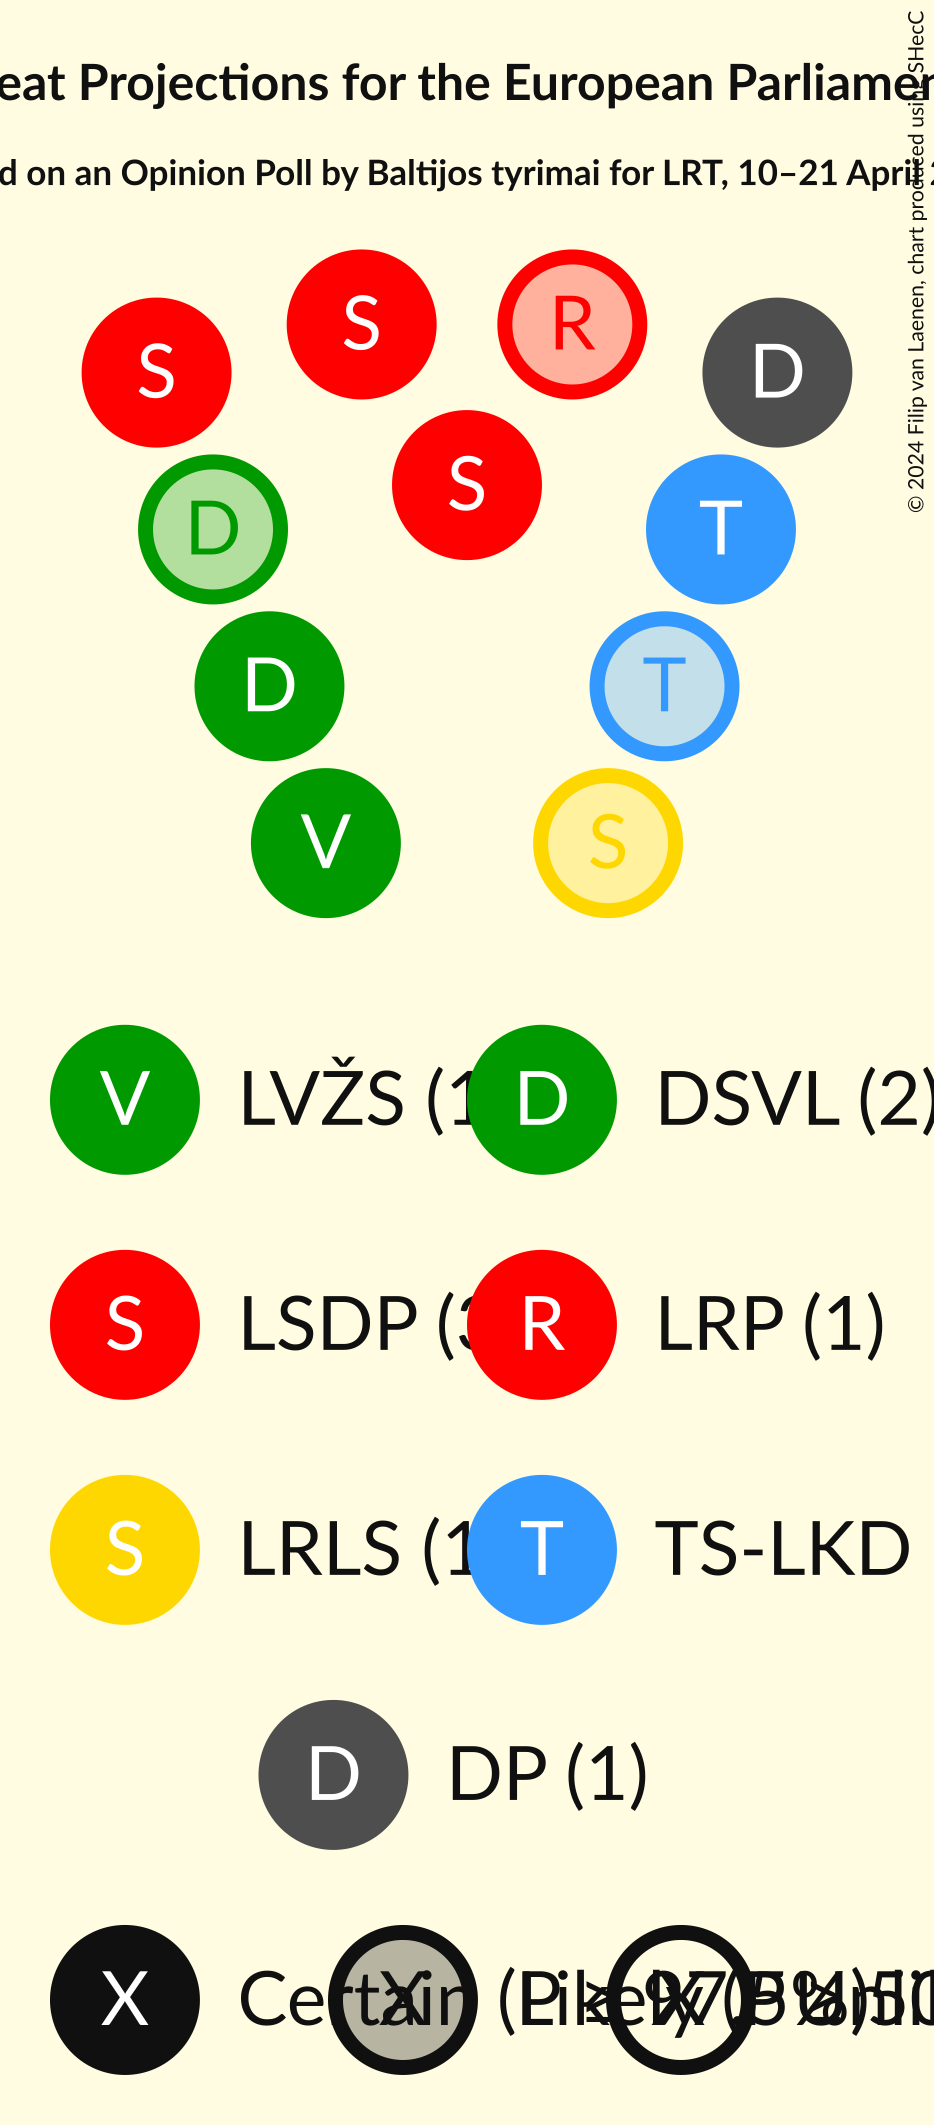 eat Projections for the European Parliamen
d on an Opinion Poll by Baltijos tyrimai for LRT, 10–21 April
© 2024 Filip van Laenen, chart produced using SHecC
S S R D
S
D T
D T
V S
V LVŽS (1 D DSVL (2)
S LSDP (3 R LRP (1)
S LRLS (1 T TS-LKD
D DP (1)
X Certain (P ≥ 97.5%) X Likely X